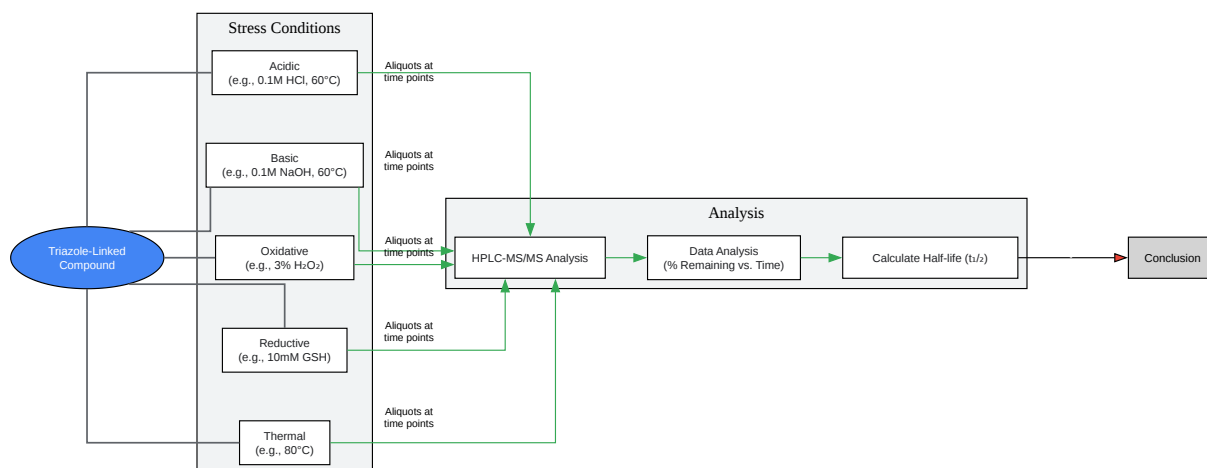 Stress Conditions
Acidic
(e.g., 0.1M HCl, 60°C)
Aliquots at
time points
Basic
(e.g., 0.1M NaOH, 60°C)
Aliquots at
time points
Analysis
Triazole-Linked
Compound
Oxidative
(e.g., 3% H₂O₂)
Aliquots at
time points
HPLC-MS/MS Analysis
Data Analysis
(% Remaining vs. Time)
Calculate Half-life (t₁/₂)
Conclusion
Reductive
(e.g., 10mM GSH)
Aliquots at
time points
Thermal
(e.g., 80°C)
Aliquots at
time points